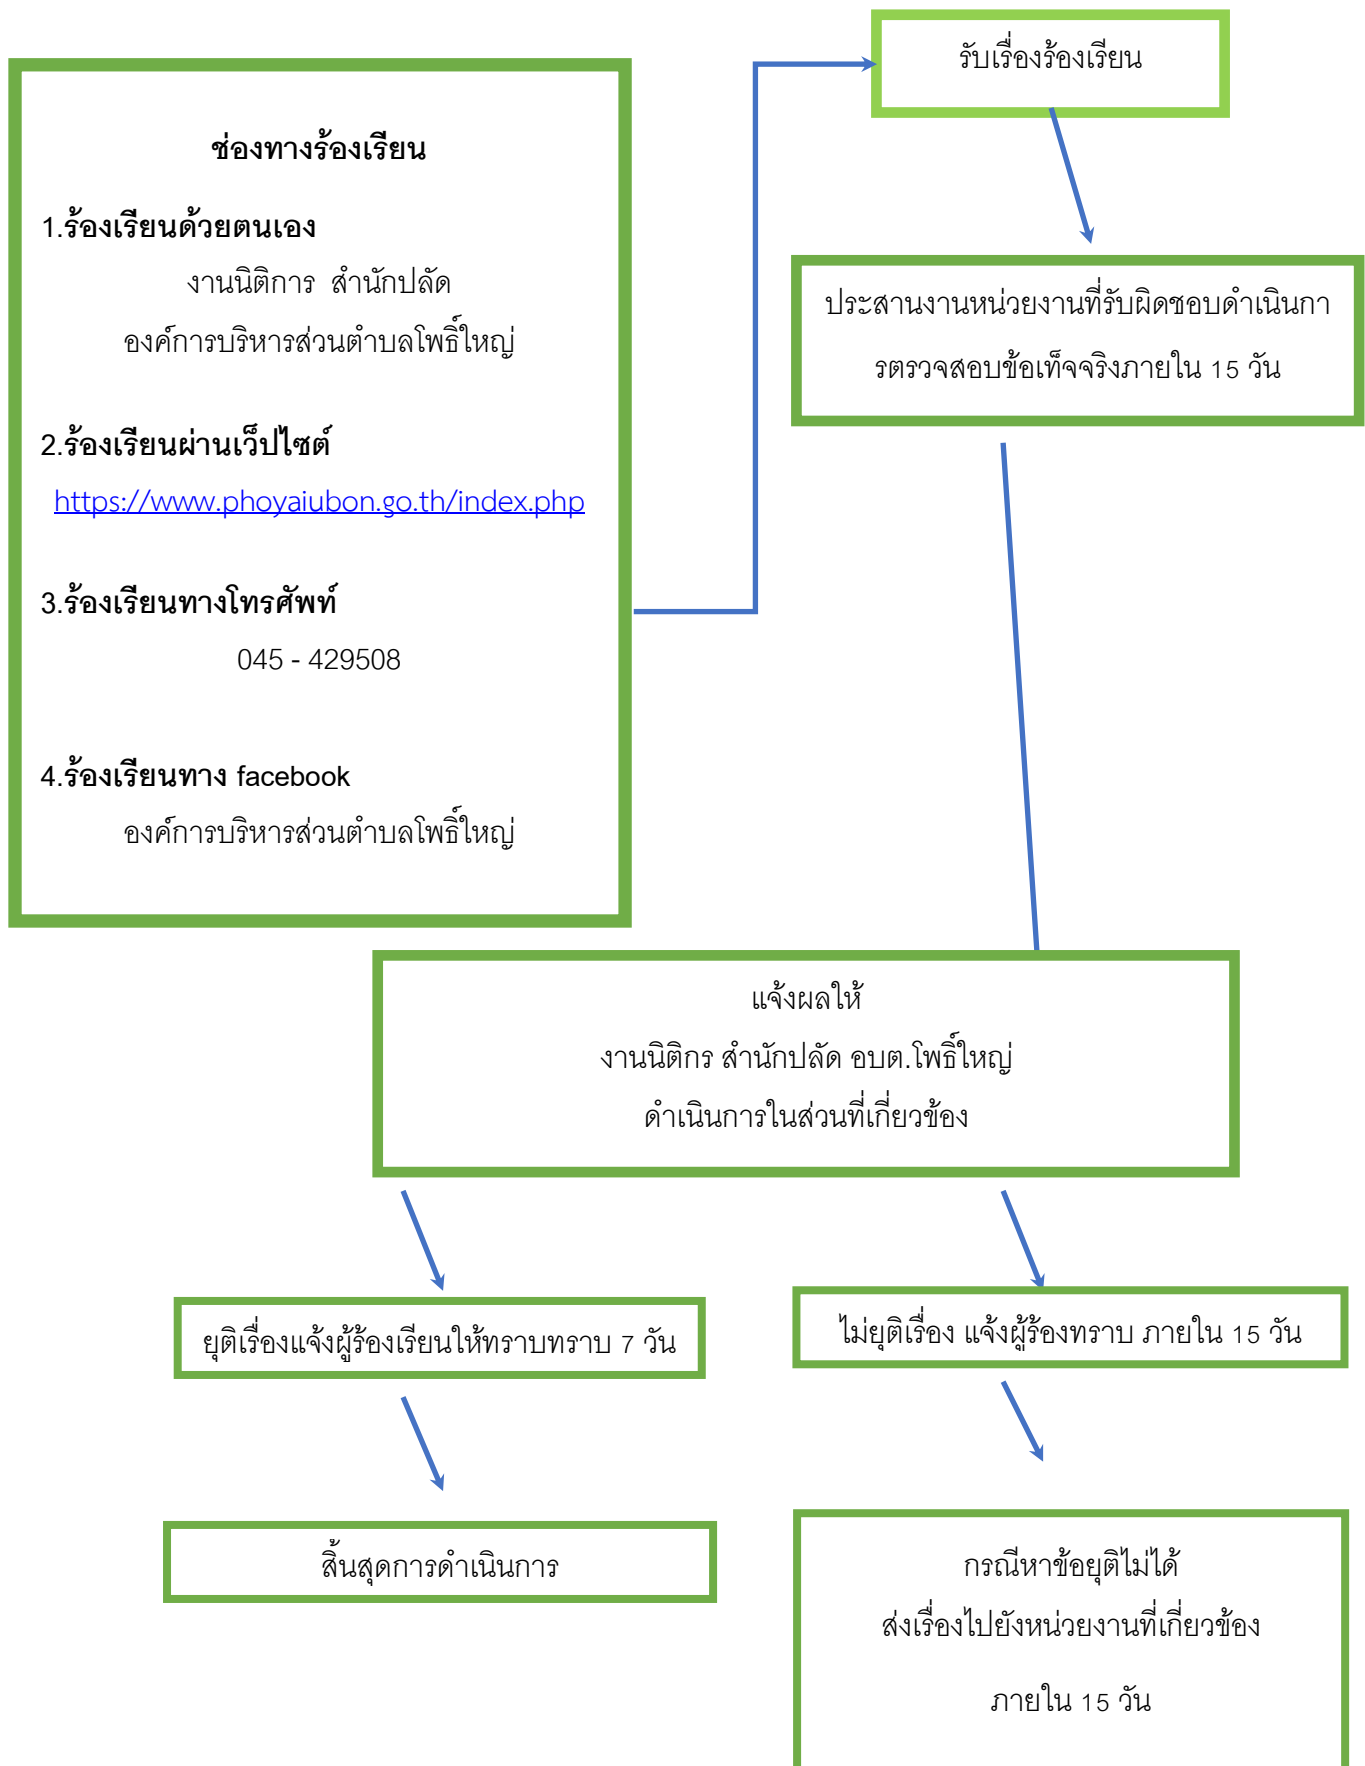 ช่องทางร้องเรียน
1.ร้องเรียนด้วยตนเอง
งานนิติการ สำนักปลัด
องค์การบริหารส่วนตำบลโพธิ์ใหญ่
2.ร้องเรียนผ่านเว็ปไซต์
https://www.phoyaiubon.go.th/index.php
3.ร้องเรียนทางโทรศัพท์
045 - 429508
4.ร้องเรียนทาง facebook
องค์การบริหารส่วนตำบลโพธิ์ใหญ่
รับเรื่องร้องเรียน
ประสานงานหน่วยงานที่รับผิดชอบดำเนินกา
รตรวจสอบข้อเท็จจริงภายใน 15 วัน
แจ้งผลให้
งานนิติกร สำนักปลัด อบต.โพธิ์ใหญ่
ดำเนินการในส่วนที่เกี่ยวข้อง
ยุติเรื่องแจ้งผู้ร้องเรียนให้ทราบทราบ 7 วัน
ไม่ยุติเรื่อง แจ้งผู้ร้องทราบ ภายใน 15 วัน
สิ้นสุดการดำเนินการ
กรณีหาข้อยุติไม่ได้
ส่งเรื่องไปยังหน่วยงานที่เกี่ยวข้อง
ภายใน 15 วัน